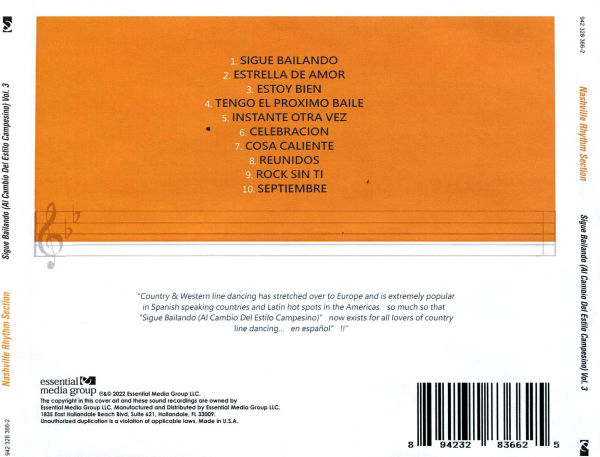 1. SIGUE BAILANDO
2. ESTRELLA DE AMOR
3. ESTOY BIEN
4. TENGO EL PROXIMO BAILE
5. INSTANTE OTRA VEZ
6. CELEBRACION
7. COSA CALIENTE
8. REUNIDOS
9. ROCK SIN TI
10. SEPTIEMBRE
"Country & Western line dancing has stretched over to Europe and is extremely popular
in Spanish speaking countries and Latin hot spots in the Americas so much so that
"Sigue Bailando (Al Cambio Del Estilo Campesino)" now exists for all lovers of country
line dancing... en español" !!"
essential
media group ℗&© 2022 Essential Media Group LLC.
The copyright in this cover art and these sound recordings are owned by
Essential Media Group LLC. Manufactured and Distributed by Essential Media Group LLC.
1835 East Hallandale Beach Blvd, Suite 621, Hallandale, FL 33009.
Unauthorized duplication is a violation of applicable laws. Made in U.S.A.
8 94232 83662 5
Sigue Bailando (Al Cambio Del Estilo Campesino) Vol. 3
Nashville Rhythm Section
942 328 366-2
942 328 366-2
Nashville Rhythm Section
Sigue Bailando (Al Cambio Del Estilo Campesino) Vol. 3